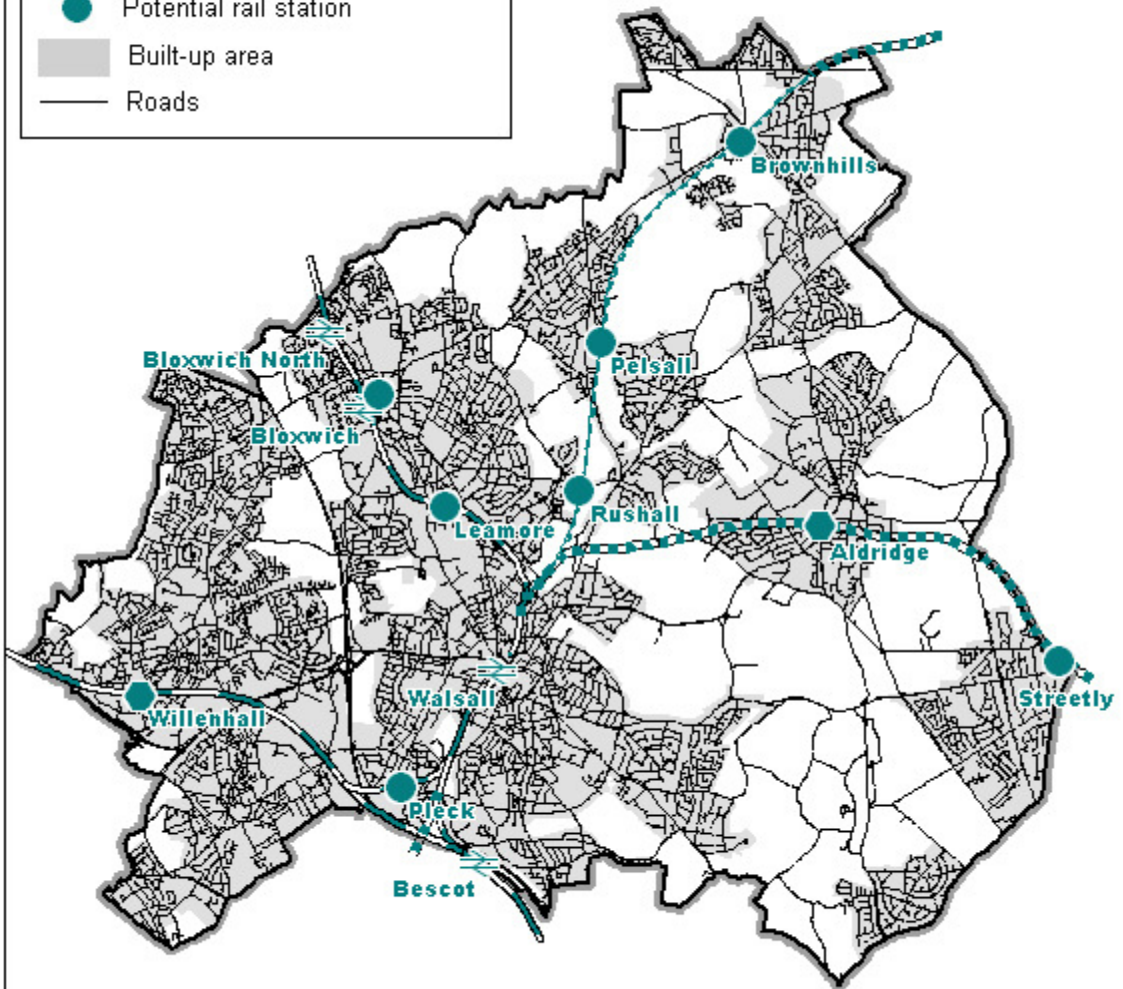 Potential rail station
Built-up area
Roads
Brownhills
Bloxwich North
Pelsall
Bloxwich
Rushall
Leamore
Aldridge
Walsall
Streetly
Willenhall
Pleck
Bescot